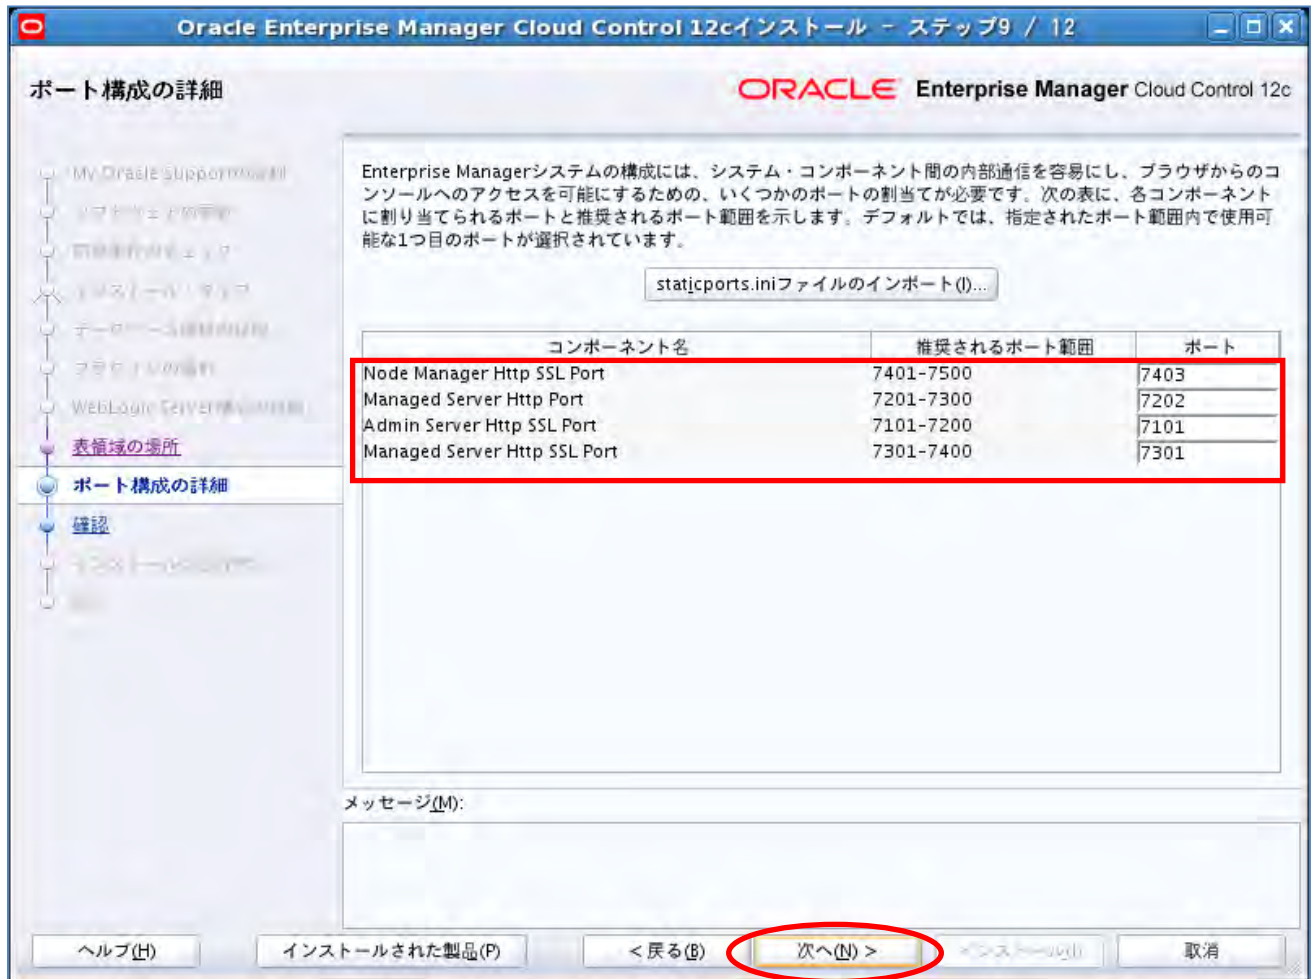 Oracle Enterprise Manager Cloud Control 12cインストール - ステップ9 / 12
ポート構成の詳細
ORACLE Enterprise Manager Cloud Control 12c
表領域の場所
ポート構成の詳細
確認
Enterprise Managerシステムの構成には、システム・コンポーネント間の内部通信を容易にし、ブラウザからのコ
ンソールへのアクセスを可能にするための、いくつかのポートの割当てが必要です。次の表に、各コンポーネント
に割り当てられるポートと推奨されるポート範囲を示します。デフォルトでは、指定されたポート範囲内で使用可
能な1つ目のポートが選択されています。
staticports.iniファイルのインポート(I)...
コンポーネント名 推奨されるポート範囲 ポート
Node Manager Http SSL Port 7401-7500 7403
Managed Server Http Port 7201-7300 7202
Admin Server Http SSL Port 7101-7200 7101
Managed Server Http SSL Port 7301-7400 7301
メッセージ(M):
ヘルプ(H) インストールされた製品(P) < 戻る(B) 次へ(N) > インストール(I) 取消